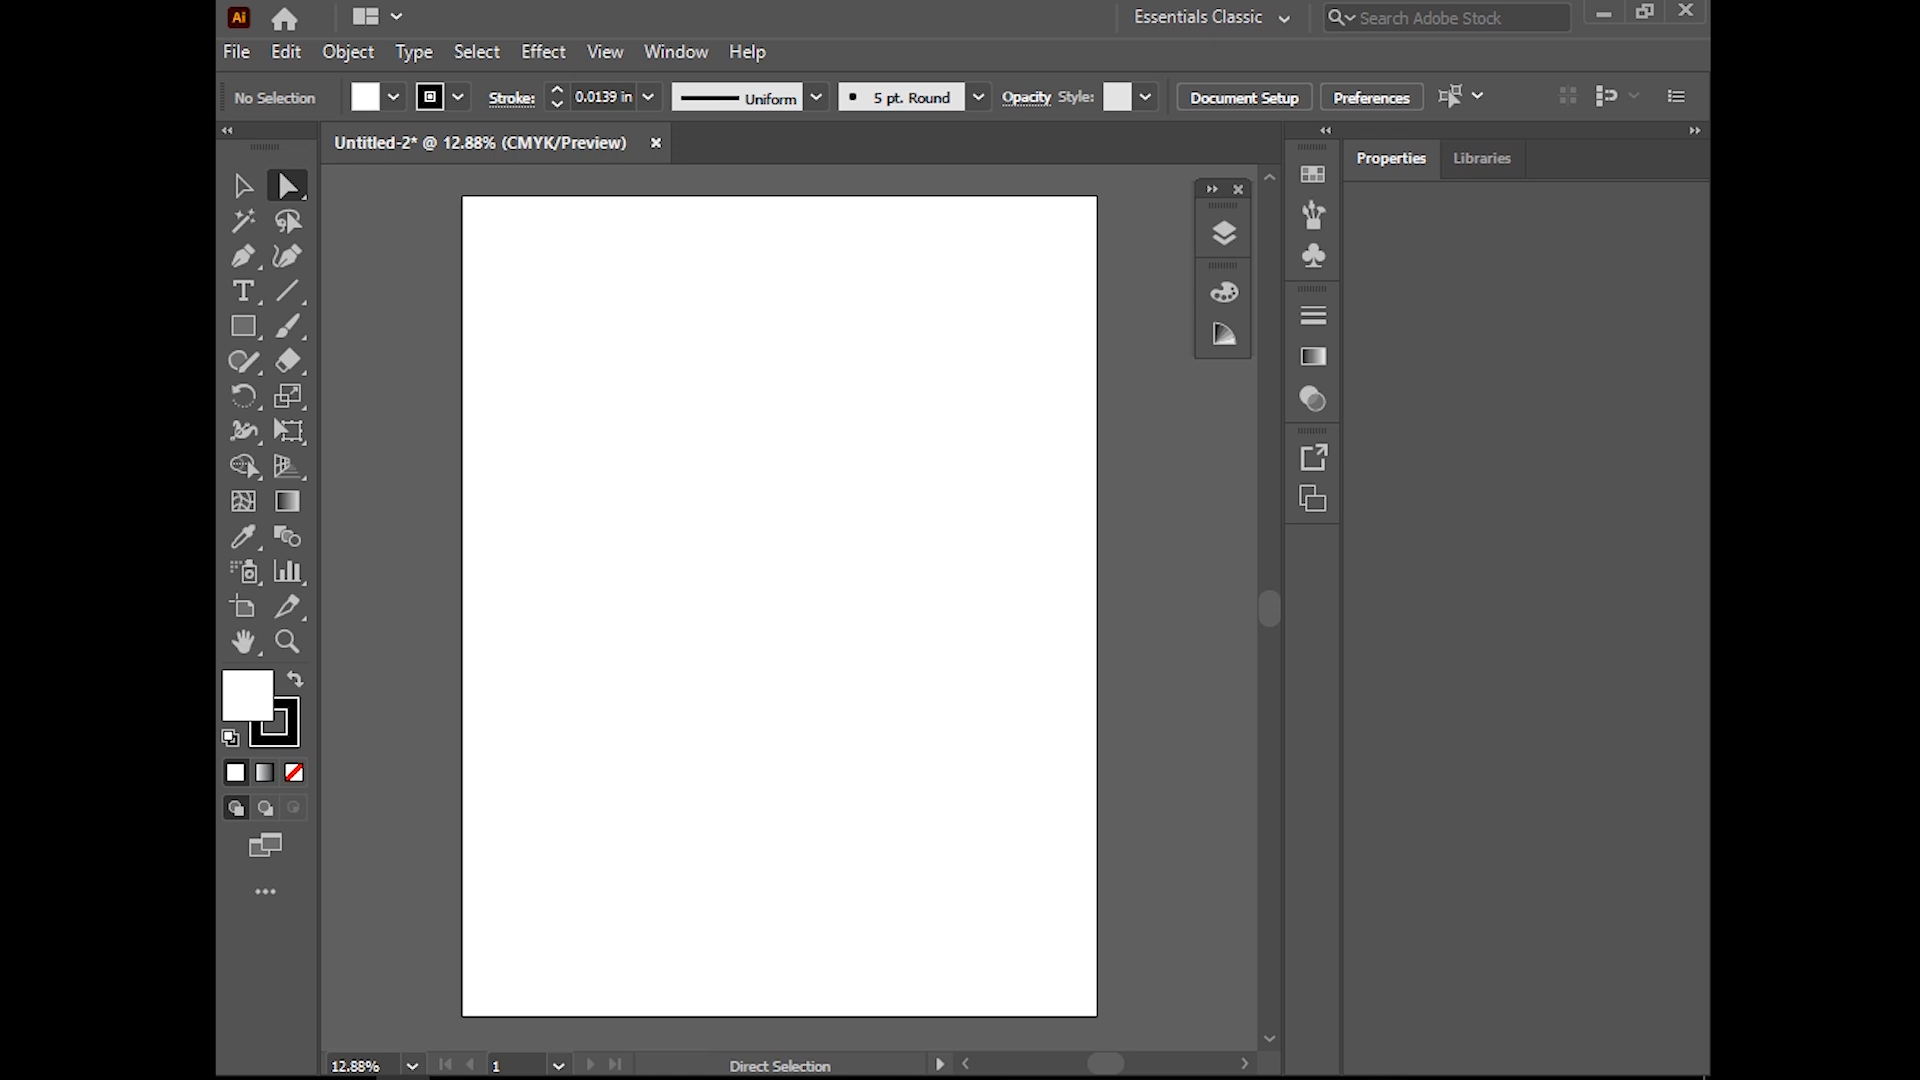 Ai
Essentials Classic
Search Adobe Stock
File Edit Object Type Select Effect View Window Help
No Selection Stroke: 0.0139 in Uniform 5 pt. Round Opacity Style: Document Setup Preferences
Untitled-2* @ 12.88% (CMYK/Preview)
Properties Libraries
12.88% 1 Direct Selection